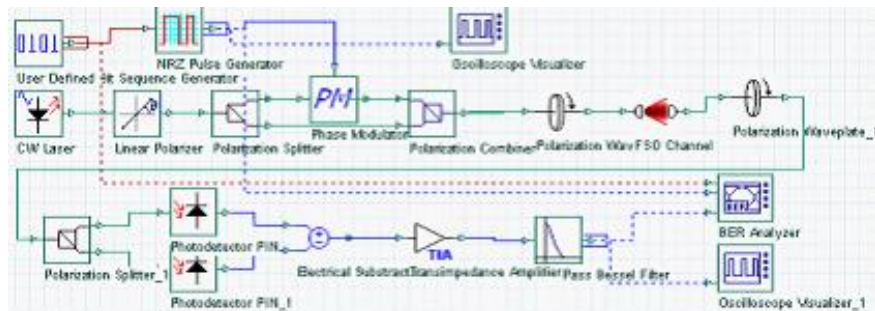 0101
NRZ Pulse Generator
Oscilloscope Visualizer
User Defined Bit Sequence Generator
PM
Phase Modulator
CW Laser
Linear Polarizer
Polarization Splitter
Polarization Combiner
Polarization Wav
FSO Channel
Polarization Waveplate_1
BER Analyzer
Photodetector PIN
Polarization Splitter_1
TIA
Electrical Substract
Transimpedance Amplifier
Pass Bessel Filter
Photodetector PIN_1
Oscilloscope Visualizer_1